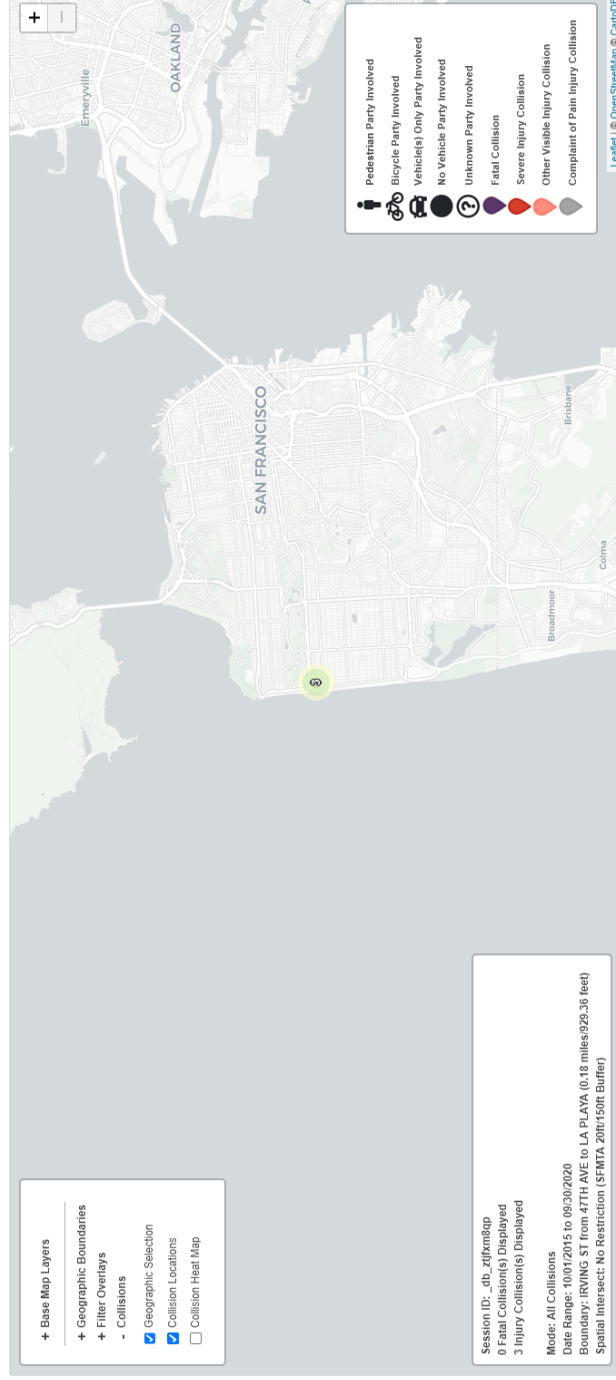 + Base Map Layers
+ Geographic Boundaries
+ Filter Overlays
- Collisions
Geographic Selection
Collision Locations
Collision Heat Map
Session ID: _db_ztjfxm8qp
0 Fatal Collision(s) Displayed
3 Injury Collision(s) Displayed
Mode: All Collisions
Date Range: 10/01/2015 to 09/30/2020
Boundary: IRVING ST from 47TH AVE to LA PLAYA (0.18 miles/929.36 feet)
Spatial Intersect: No Restriction (SFMTA 20ft/150ft Buffer)
3
SAN FRANCISCO
Emeryville
OAKLAND
Broadmoor
Colma
Brisbane
+
−
Pedestrian Party Involved
Bicycle Party Involved
Vehicle(s) Only Party Involved
No Vehicle Party Involved
? Unknown Party Involved
Fatal Collision
Severe Injury Collision
Other Visible Injury Collision
Complaint of Pain Injury Collision
Leaflet | © OpenStreetMap ©